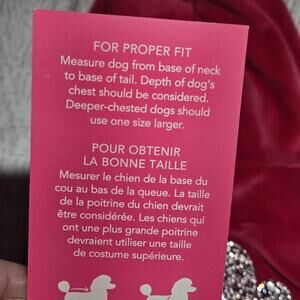 FOR PROPER FIT
Measure dog from base of neck
to base of tail. Depth of dog's
chest should be considered.
Deeper-chested dogs should
use one size larger.
POUR OBTENIR
LA BONNE TAILLE
Mesurer le chien de la base du
cou au bas de la queue. La taille
de la poitrine du chien devrait
être considérée. Les chiens qui
ont une plus grande poitrine
devraient utiliser une taille
de costume supérieure.